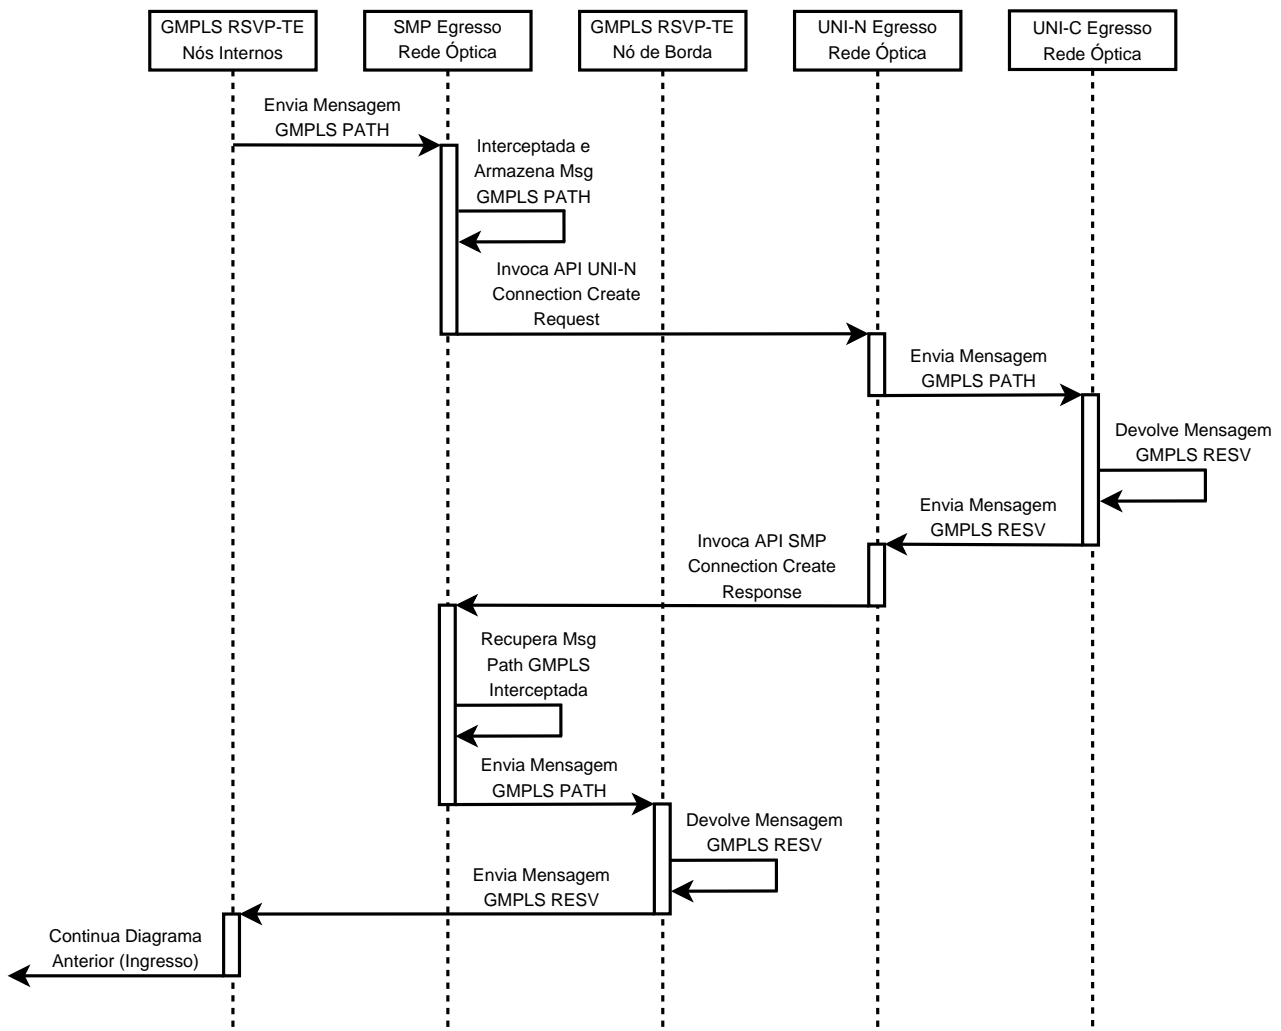 GMPLS RSVP-TE
Nós Internos
SMP Egresso
Rede Óptica
GMPLS RSVP-TE
Nó de Borda
UNI-N Egresso
Rede Óptica
UNI-C Egresso
Rede Óptica
Envia Mensagem
GMPLS PATH
Interceptada e
Armazena Msg
GMPLS PATH
Invoca API UNI-N
Connection Create
Request
Envia Mensagem
GMPLS PATH
Devolve Mensagem
GMPLS RESV
Envia Mensagem
GMPLS RESV
Invoca API SMP
Connection Create
Response
Recupera Msg
Path GMPLS
Interceptada
Envia Mensagem
GMPLS PATH
Devolve Mensagem
GMPLS RESV
Envia Mensagem
GMPLS RESV
Continua Diagrama
Anterior (Ingresso)